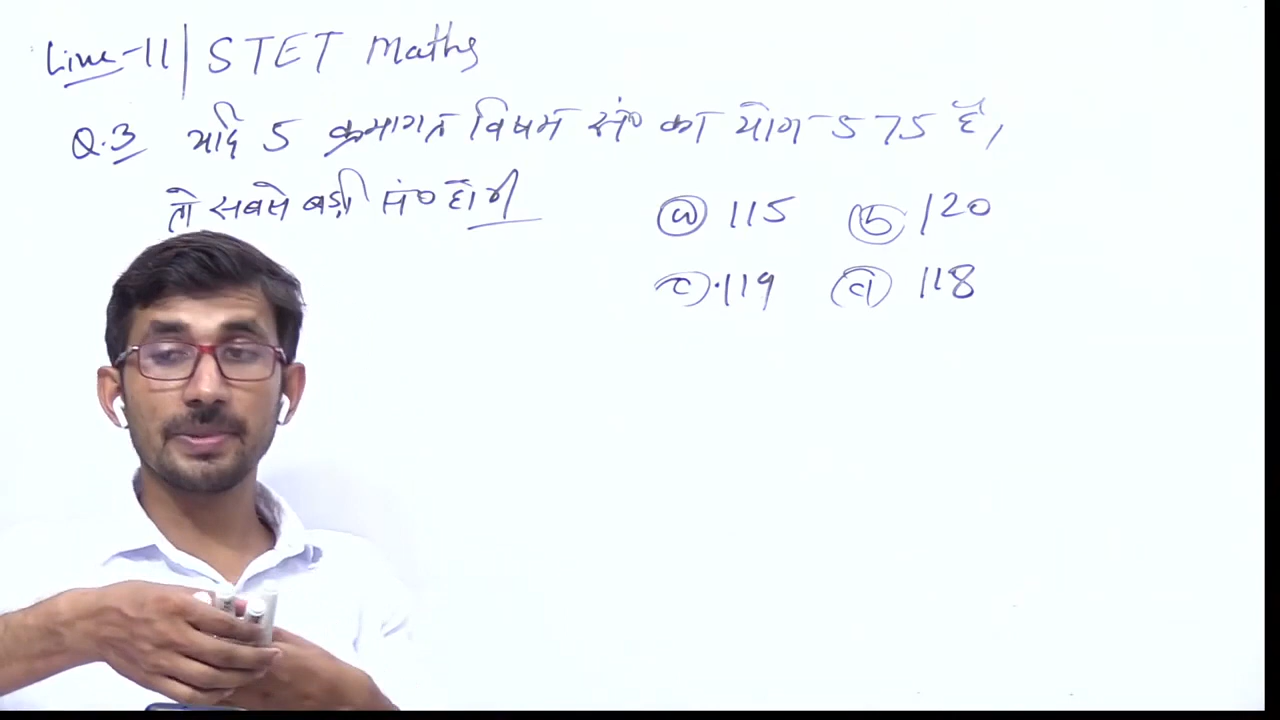 Live-11 | STET Maths
Q.3 यदि 5 क्रमागत विषम सं० का योग 575 है,
तो सबसे बड़ी सं० होगी
(a) 115 (b) 120
(c) 119 (d) 118